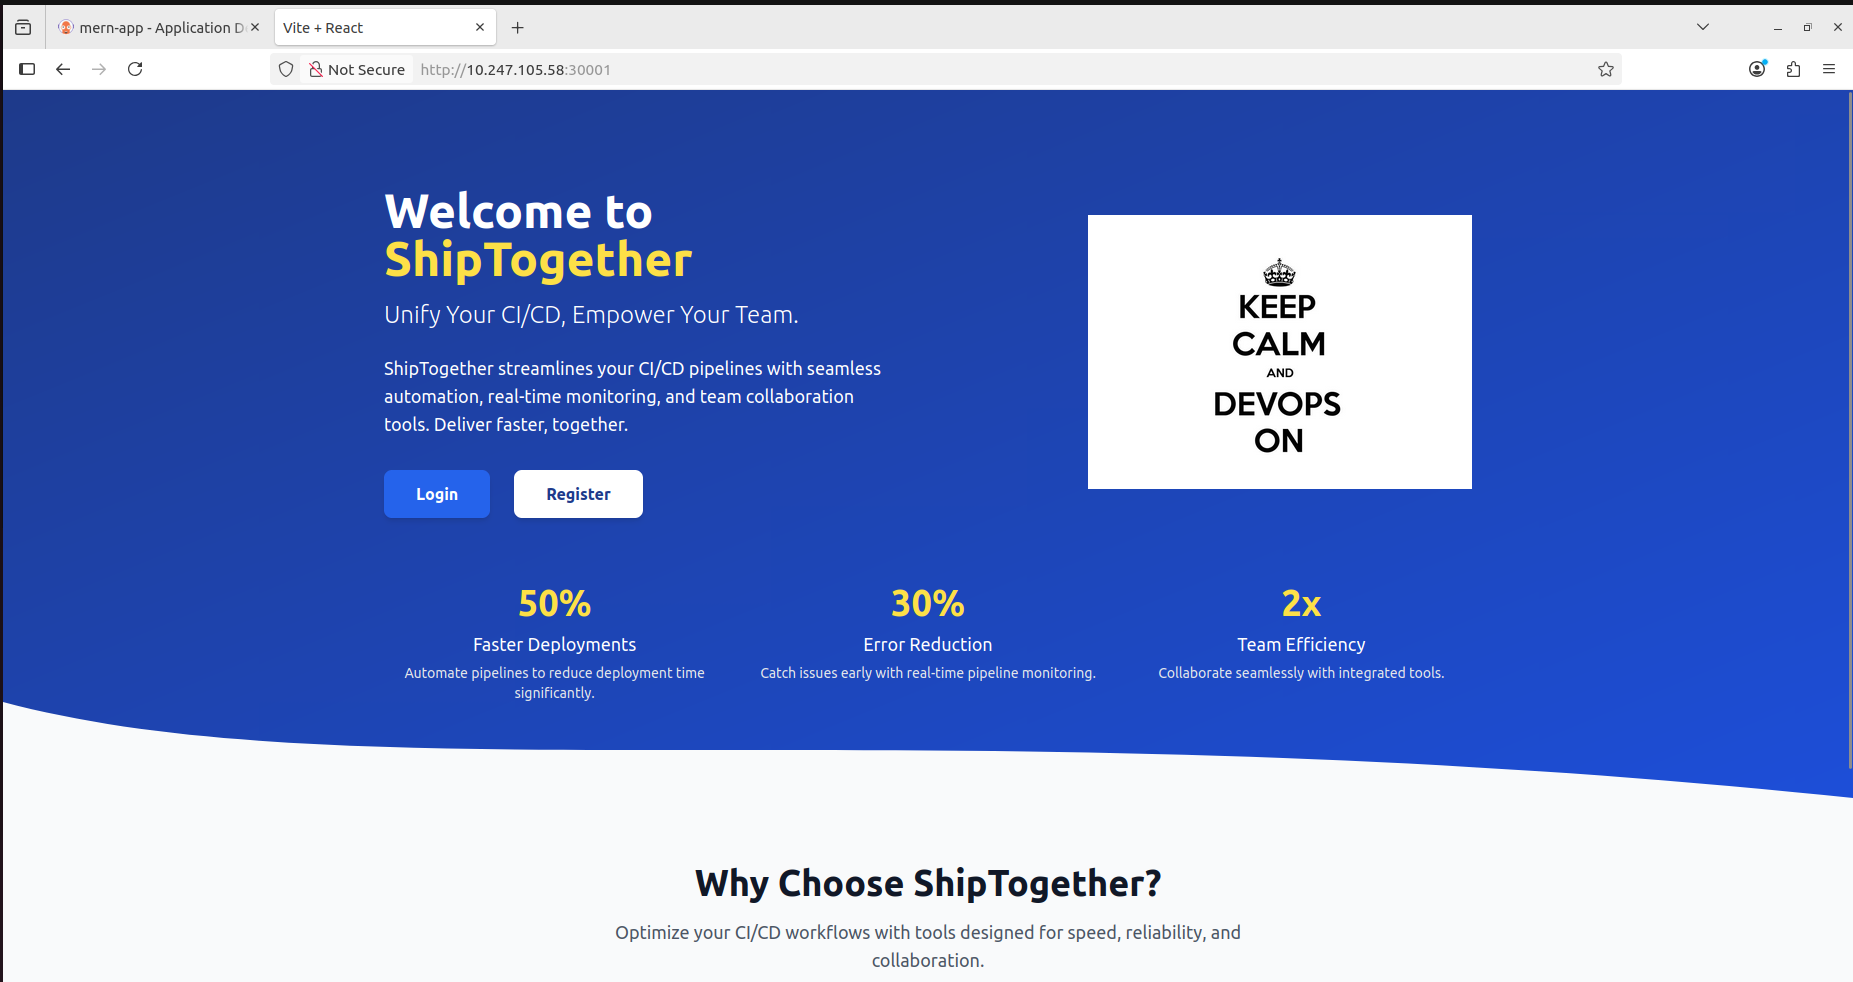 mern-app - Application D
Vite + React
Not Secure
http://10.247.105.58:30001
Welcome to
ShipTogether
Unify Your CI/CD, Empower Your Team.
ShipTogether streamlines your CI/CD pipelines with seamless
automation, real-time monitoring, and team collaboration
tools. Deliver faster, together.
Login
Register
KEEP
CALM
AND
DEVOPS
ON
50%
Faster Deployments
Automate pipelines to reduce deployment time
significantly.
30%
Error Reduction
Catch issues early with real-time pipeline monitoring.
2x
Team Efficiency
Collaborate seamlessly with integrated tools.
Why Choose ShipTogether?
Optimize your CI/CD workflows with tools designed for speed, reliability, and
collaboration.